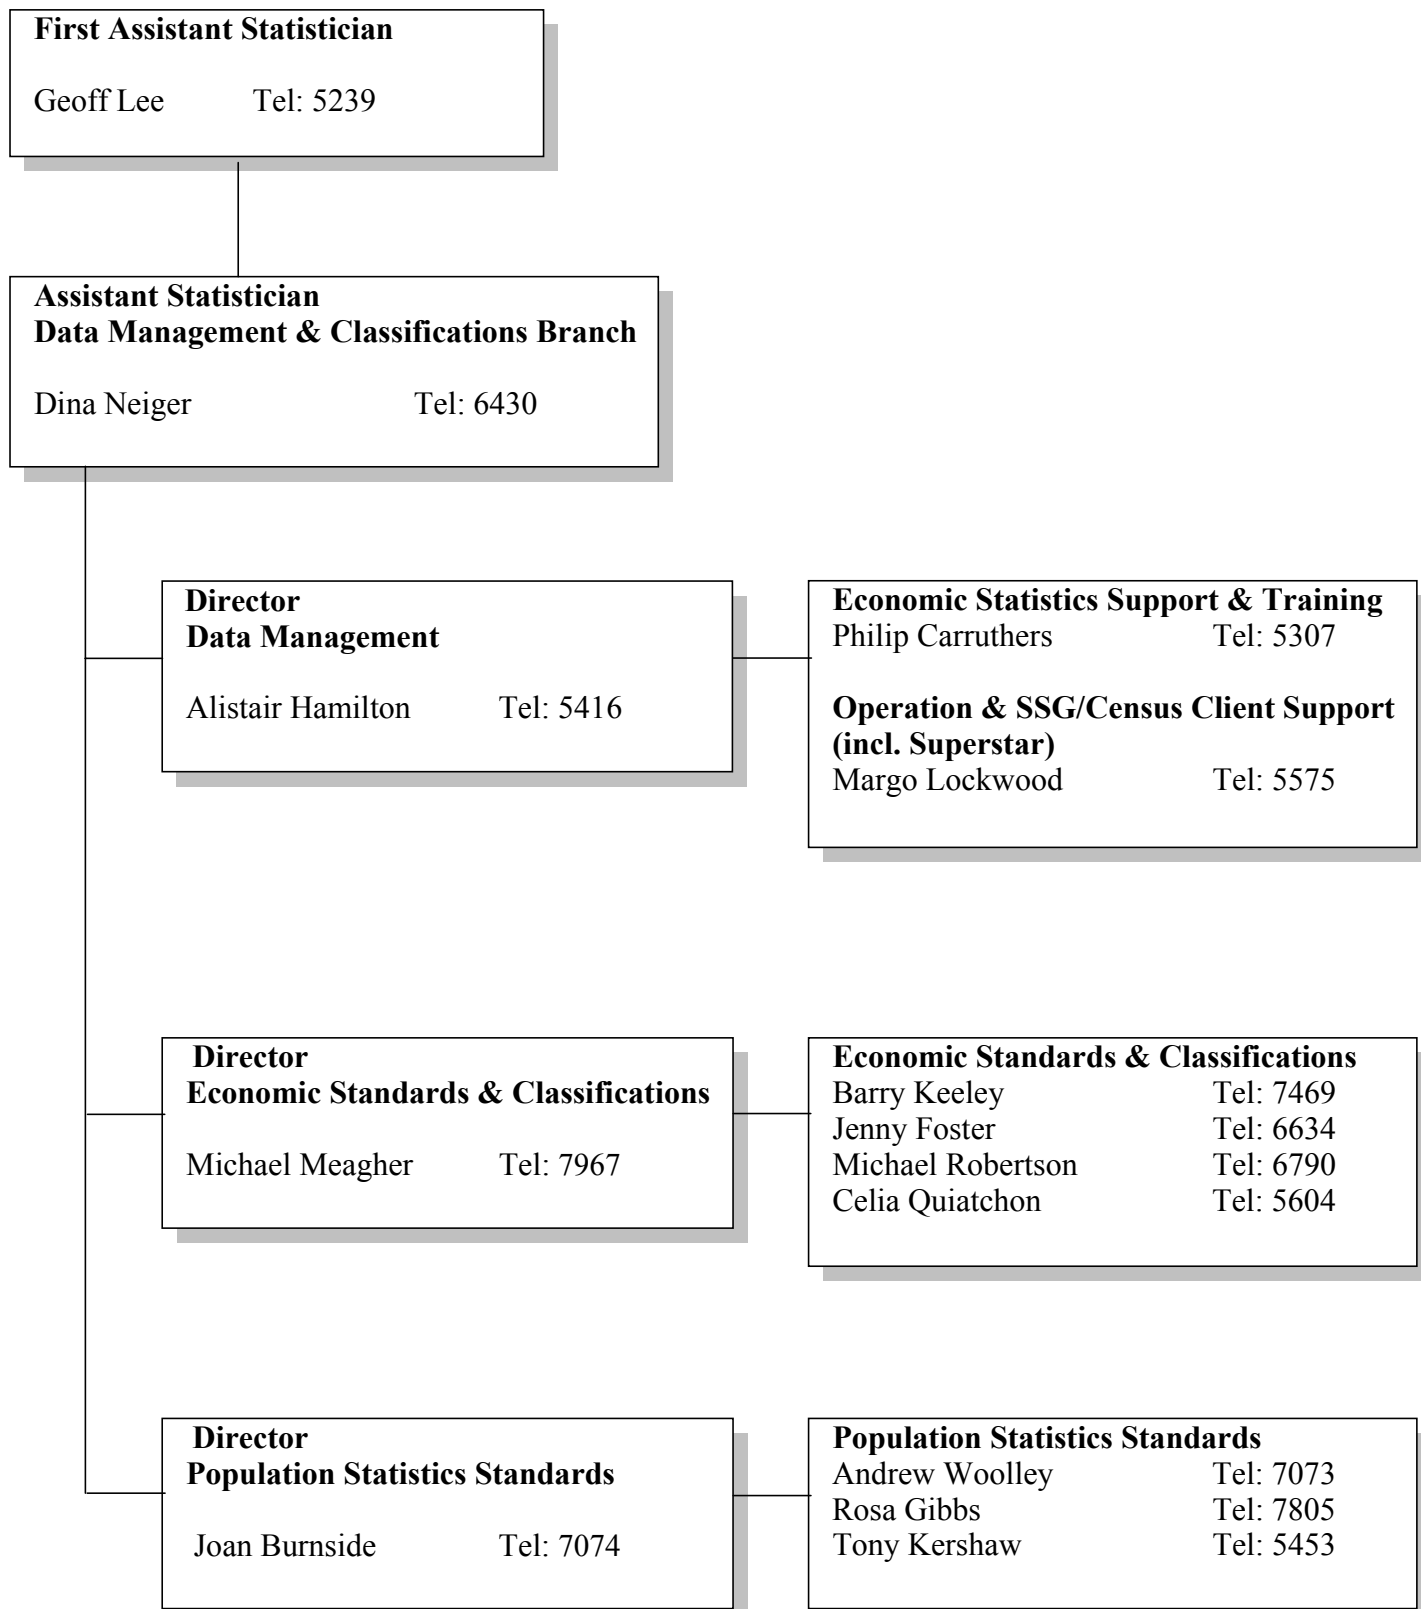 First Assistant Statistician
Geoff Lee Tel: 5239
Assistant Statistician
Data Management & Classifications Branch
Dina Neiger Tel: 6430
Director
Data Management
Alistair Hamilton Tel: 5416
Economic Statistics Support & Training
Philip Carruthers Tel: 5307
Operation & SSG/Census Client Support
(incl. Superstar)
Margo Lockwood Tel: 5575
Director
Economic Standards & Classifications
Michael Meagher Tel: 7967
Economic Standards & Classifications
Barry Keeley Tel: 7469
Jenny Foster Tel: 6634
Michael Robertson Tel: 6790
Celia Quiatchon Tel: 5604
Director
Population Statistics Standards
Joan Burnside Tel: 7074
Population Statistics Standards
Andrew Woolley Tel: 7073
Rosa Gibbs Tel: 7805
Tony Kershaw Tel: 5453